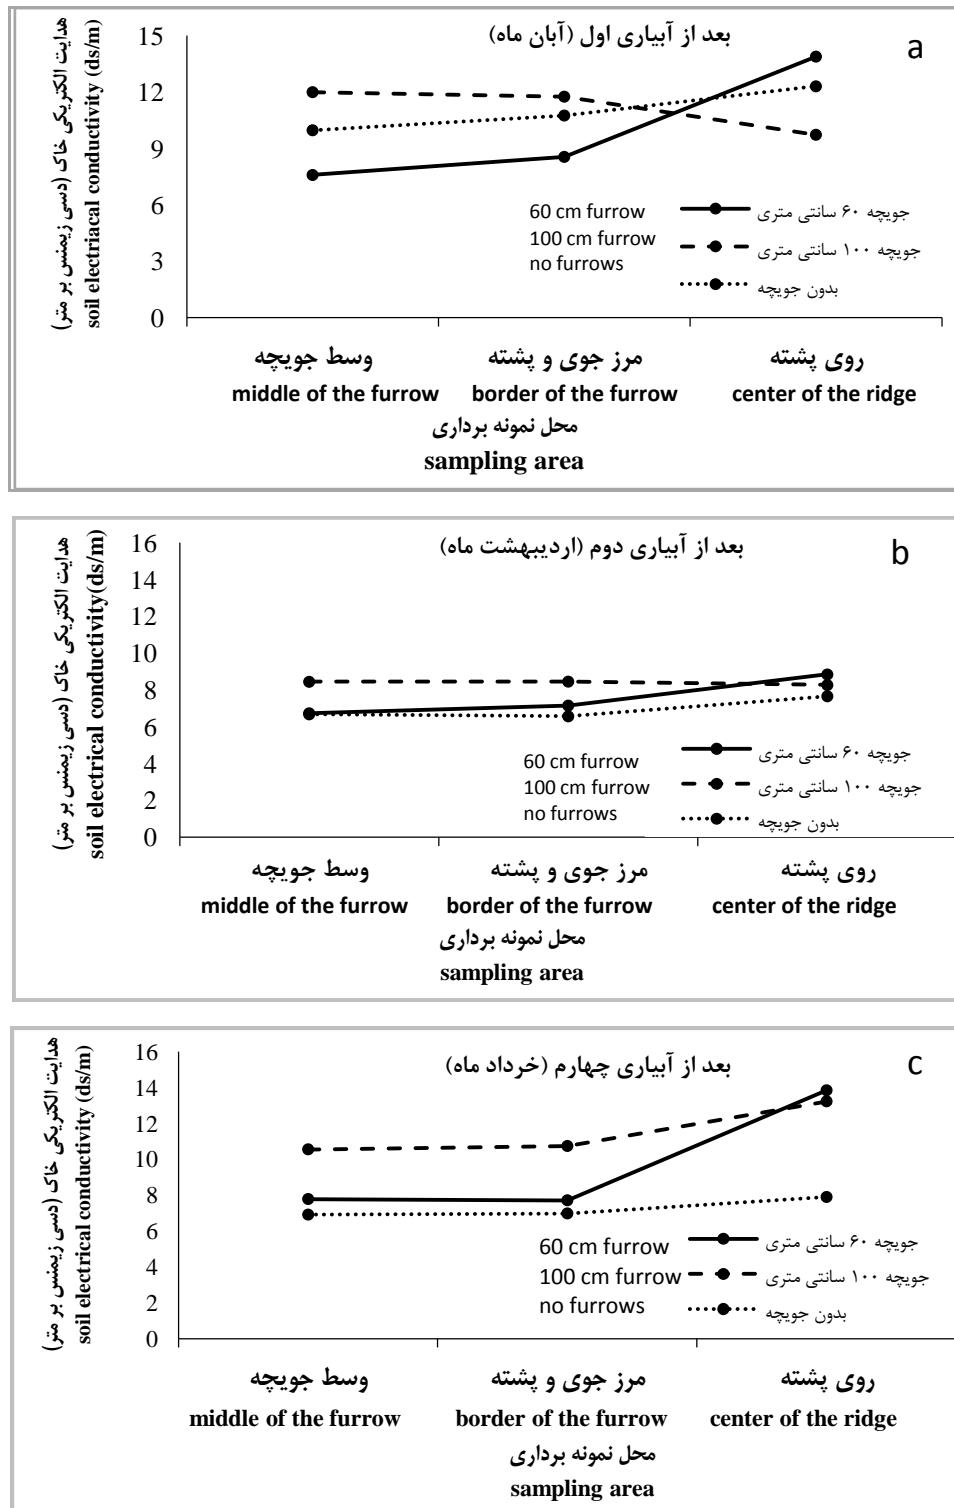 بعد از آبیاری اول (آبان ماه)
a
هدایت الکتریکی خاک (دسی زیمنس بر متر)
soil electriacal conductivity (ds/m)
15
12
9
6
3
0
60 cm furrow
100 cm furrow
no furrows
جویچه ۶۰ سانتی متری
جویچه ۱۰۰ سانتی متری
بدون جویچه
وسط جویچه
مرز جوی و پشته
روی پشته
middle of the furrow
border of the furrow
center of the ridge
محل نمونه برداری
sampling area
بعد از آبیاری دوم (اردیبهشت ماه)
b
هدایت الکتریکی خاک (دسی زیمنس بر متر)
soil electrical conductivity(ds/m)
16
14
12
10
8
6
4
2
0
60 cm furrow
100 cm furrow
no furrows
جویچه ۶۰ سانتی متری
جویچه ۱۰۰ سانتی متری
بدون جویچه
وسط جویچه
مرز جوی و پشته
روی پشته
middle of the furrow
border of the furrow
center of the ridge
محل نمونه برداری
sampling area
بعد از آبیاری چهارم (خرداد ماه)
c
هدایت الکتریکی خاک (دسی زیمنس بر متر)
soil electrical conductivity (ds/m)
16
14
12
10
8
6
4
2
0
60 cm furrow
100 cm furrow
no furrows
جویچه ۶۰ سانتی متری
جویچه ۱۰۰ سانتی متری
بدون جویچه
وسط جویچه
مرز جوی و پشته
روی پشته
middle of the furrow
border of the furrow
center of the ridge
محل نمونه برداری
sampling area